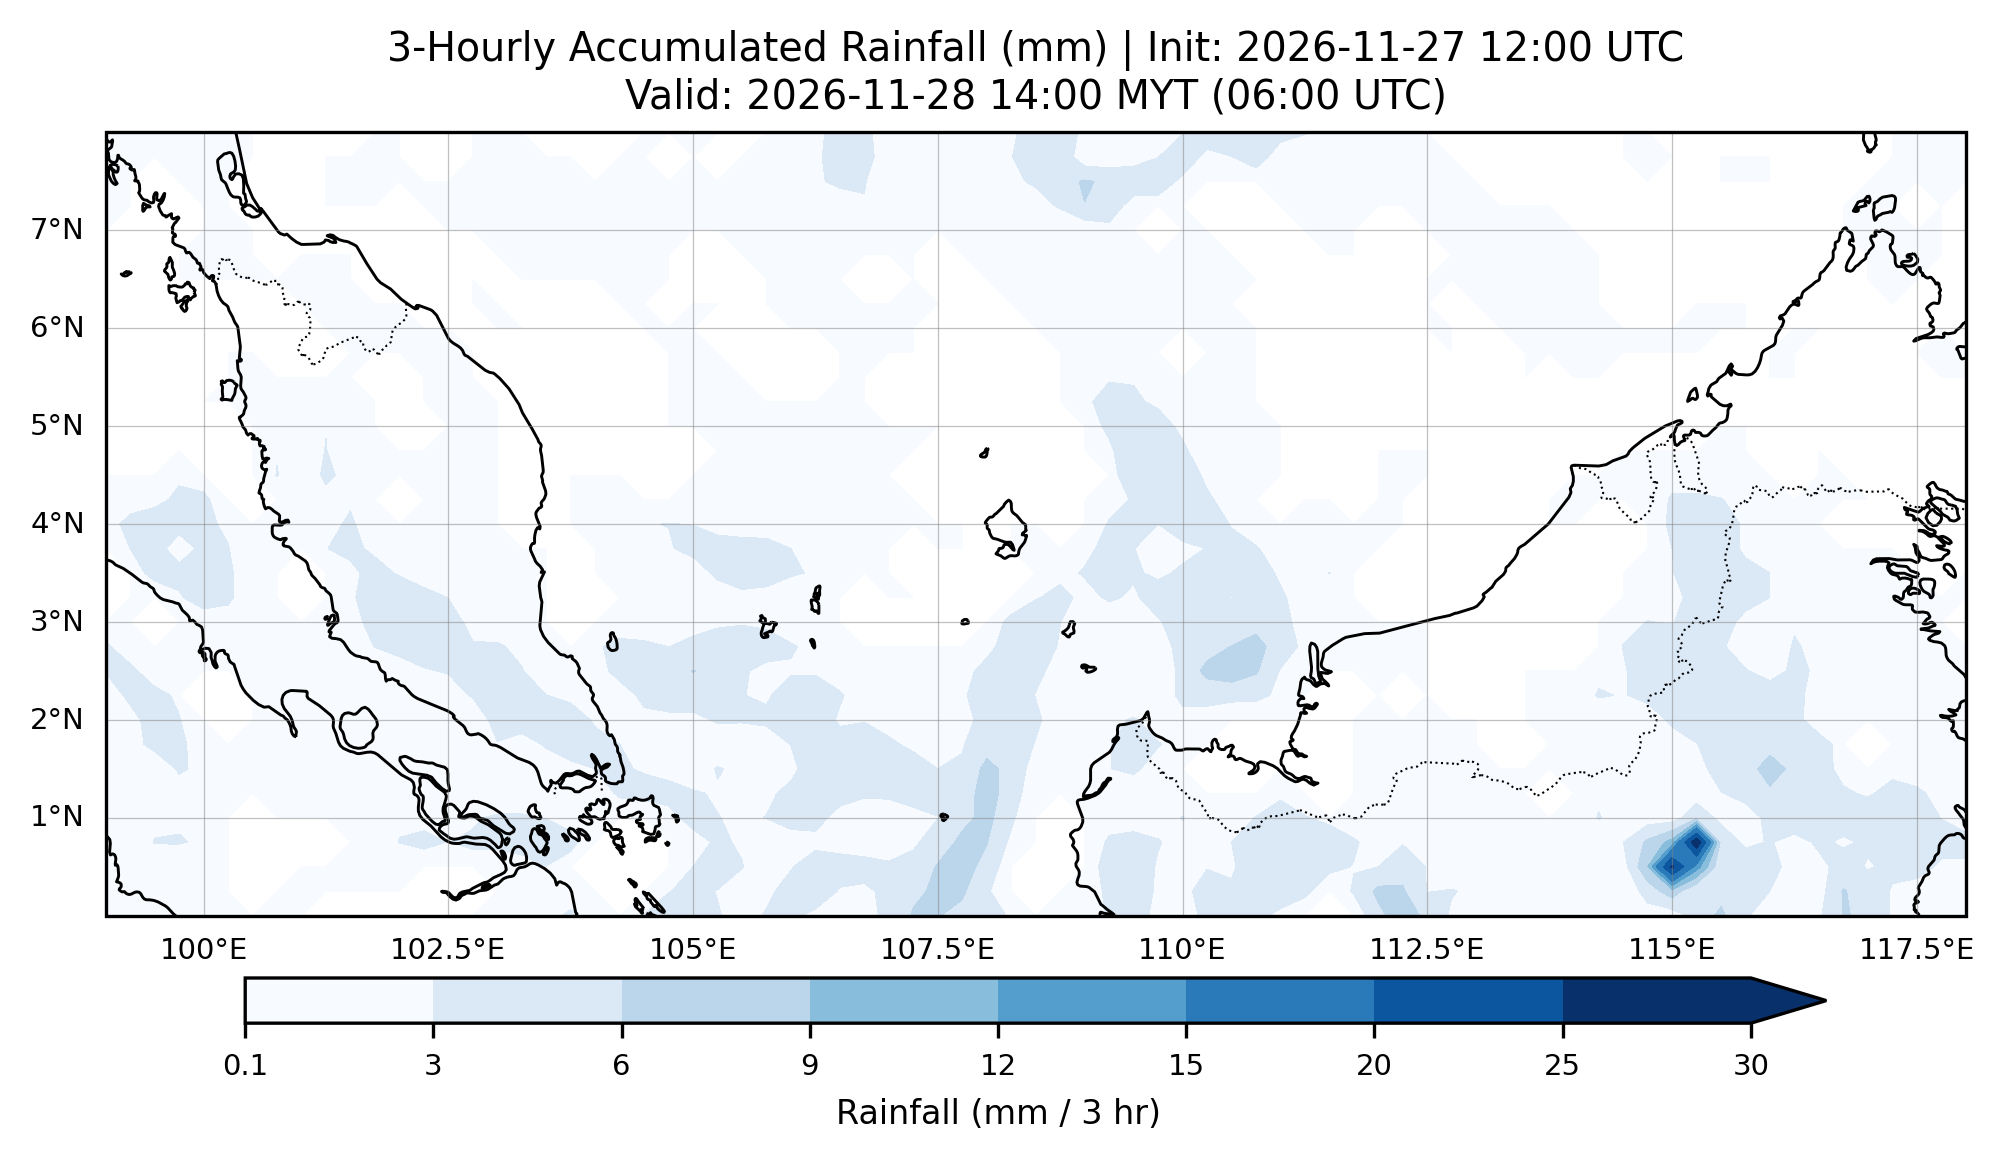 3-Hourly Accumulated Rainfall (mm) | Init: 2026-11-27 12:00 UTC
Valid: 2026-11-28 14:00 MYT (06:00 UTC)
7°N
6°N
5°N
4°N
3°N
2°N
1°N
100°E 102.5°E 105°E 107.5°E 110°E 112.5°E 115°E 117.5°E
0.1 3 6 9 12 15 20 25 30
Rainfall (mm / 3 hr)